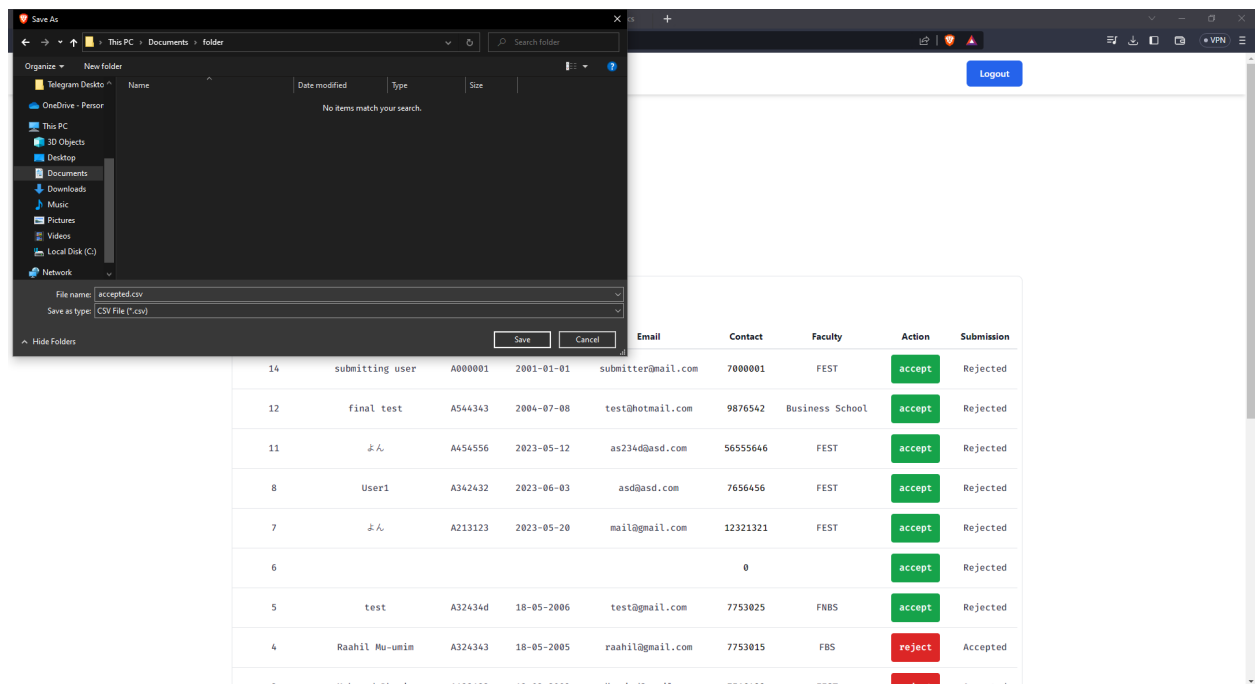 Save As
cs
This PC › Documents › folder
Search folder
VPN
Organize
New folder
Logout
Telegram Deskto
OneDrive - Person
This PC
3D Objects
Desktop
Documents
Downloads
Music
Pictures
Videos
Local Disk (C:)
Network
Name Date modified Type Size
No items match your search.
File name: accepted.csv
Save as type: CSV File (*.csv)
Hide Folders
Save Cancel
Email Contact Faculty Action Submission
14 submitting user A000001 2001-01-01 submitter@mail.com 7000001 FEST accept Rejected
12 final test A544343 2004-07-08 test@hotmail.com 9876542 Business School accept Rejected
11 よん A454556 2023-05-12 as234d@asd.com 56555646 FEST accept Rejected
8 User1 A342432 2023-06-03 asd@asd.com 7656456 FEST accept Rejected
7 よん A213123 2023-05-20 mail@gmail.com 12321321 FEST accept Rejected
6 0 accept Rejected
5 test A32434d 18-05-2006 test@gmail.com 7753025 FNBS accept Rejected
4 Raahil Mu-umim A324343 18-05-2005 raahil@gmail.com 7753015 FBS reject Accepted